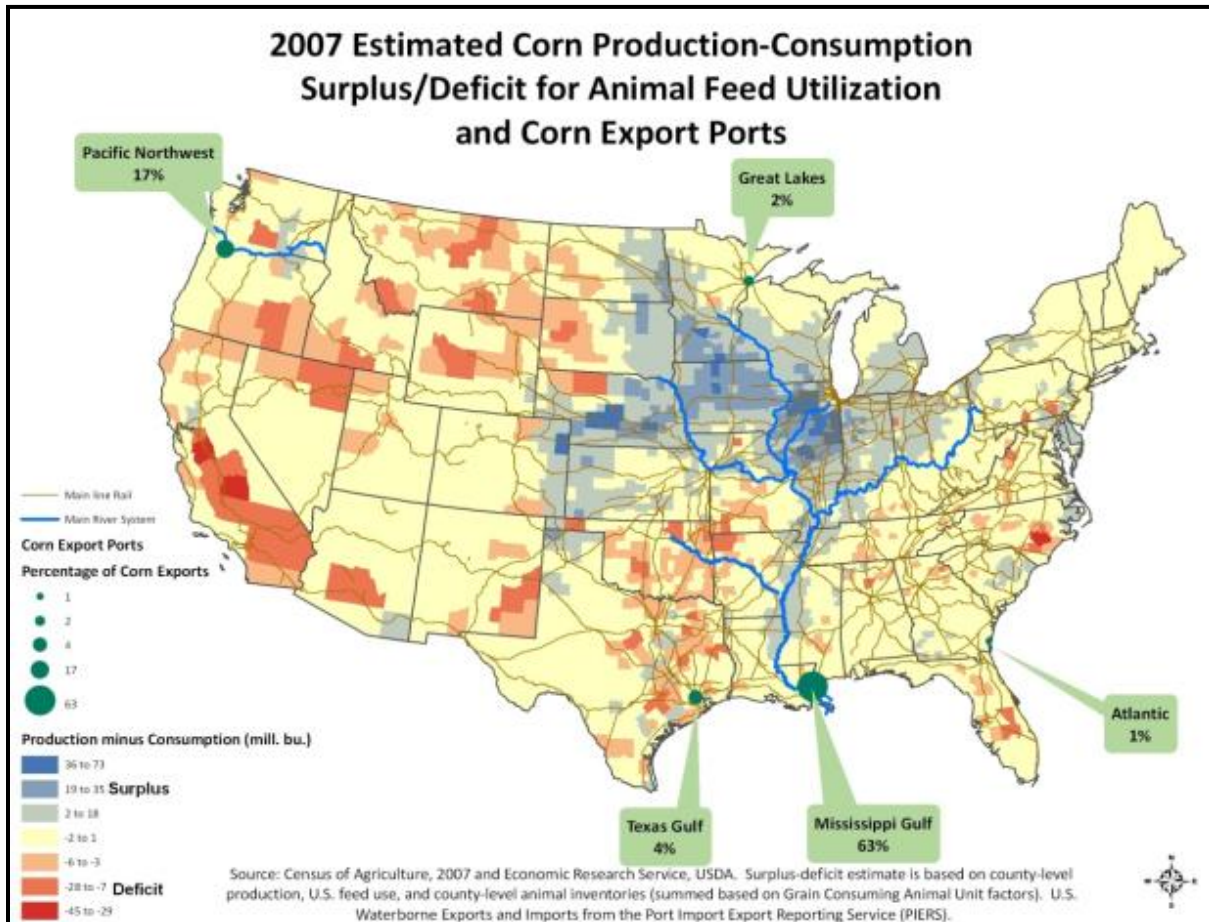 2007 Estimated Corn Production-Consumption
Surplus/Deficit for Animal Feed Utilization
and Corn Export Ports
Pacific Northwest
17%
Great Lakes
2%
Main line Rail
Main River System
Corn Export Ports
Percentage of Corn Exports
1
2
4
17
63
Atlantic
1%
Production minus Consumption (mill. bu.)
36 to 73
19 to 35 Surplus
2 to 18
-2 to 1
-6 to -3
-28 to -7 Deficit
-45 to -29
Texas Gulf
4%
Mississippi Gulf
63%
Source: Census of Agriculture, 2007 and Economic Research Service, USDA. Surplus-deficit estimate is based on county-level
production, U.S. feed use, and county-level animal inventories (summed based on Grain Consuming Animal Unit factors). U.S.
Waterborne Exports and Imports from the Port Import Export Reporting Service (PIERS).